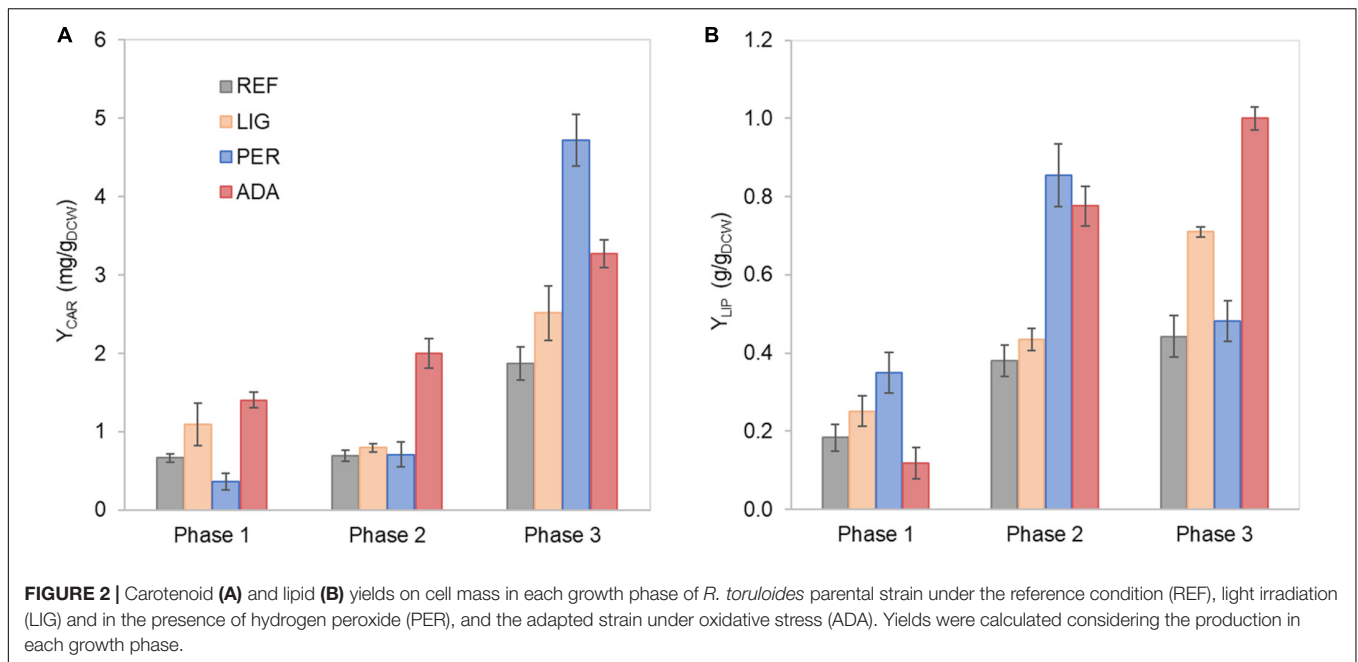 A
6
5
4
3
2
1
0
Y_CAR (mg/g_DCW)
REF
LIG
PER
ADA
Phase 1 Phase 2 Phase 3
B
1.2
1.0
0.8
0.6
0.4
0.2
0.0
Y_LIP (g/g_DCW)
Phase 1 Phase 2 Phase 3
FIGURE 2 | Carotenoid (A) and lipid (B) yields on cell mass in each growth phase of R. toruloides parental strain under the reference condition (REF), light irradiation
(LIG) and in the presence of hydrogen peroxide (PER), and the adapted strain under oxidative stress (ADA). Yields were calculated considering the production in
each growth phase.